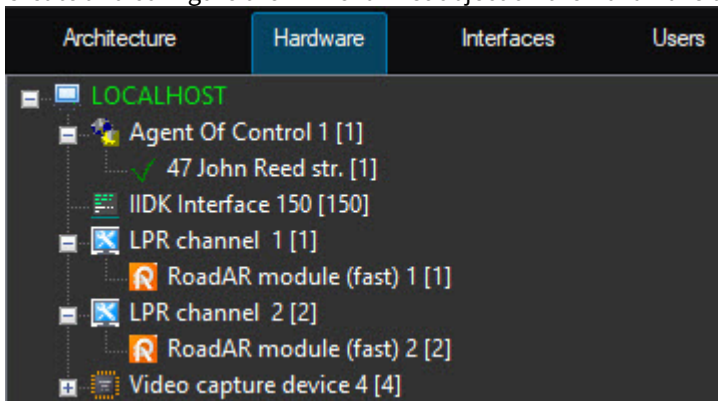 Architecture Hardware Interfaces Users
LOCALHOST
Agent Of Control 1 [1]
47 John Reed str. [1]
IIDK Interface 150 [150]
LPR channel 1 [1]
RoadAR module (fast) 1 [1]
LPR channel 2 [2]
RoadAR module (fast) 2 [2]
Video capture device 4 [4]